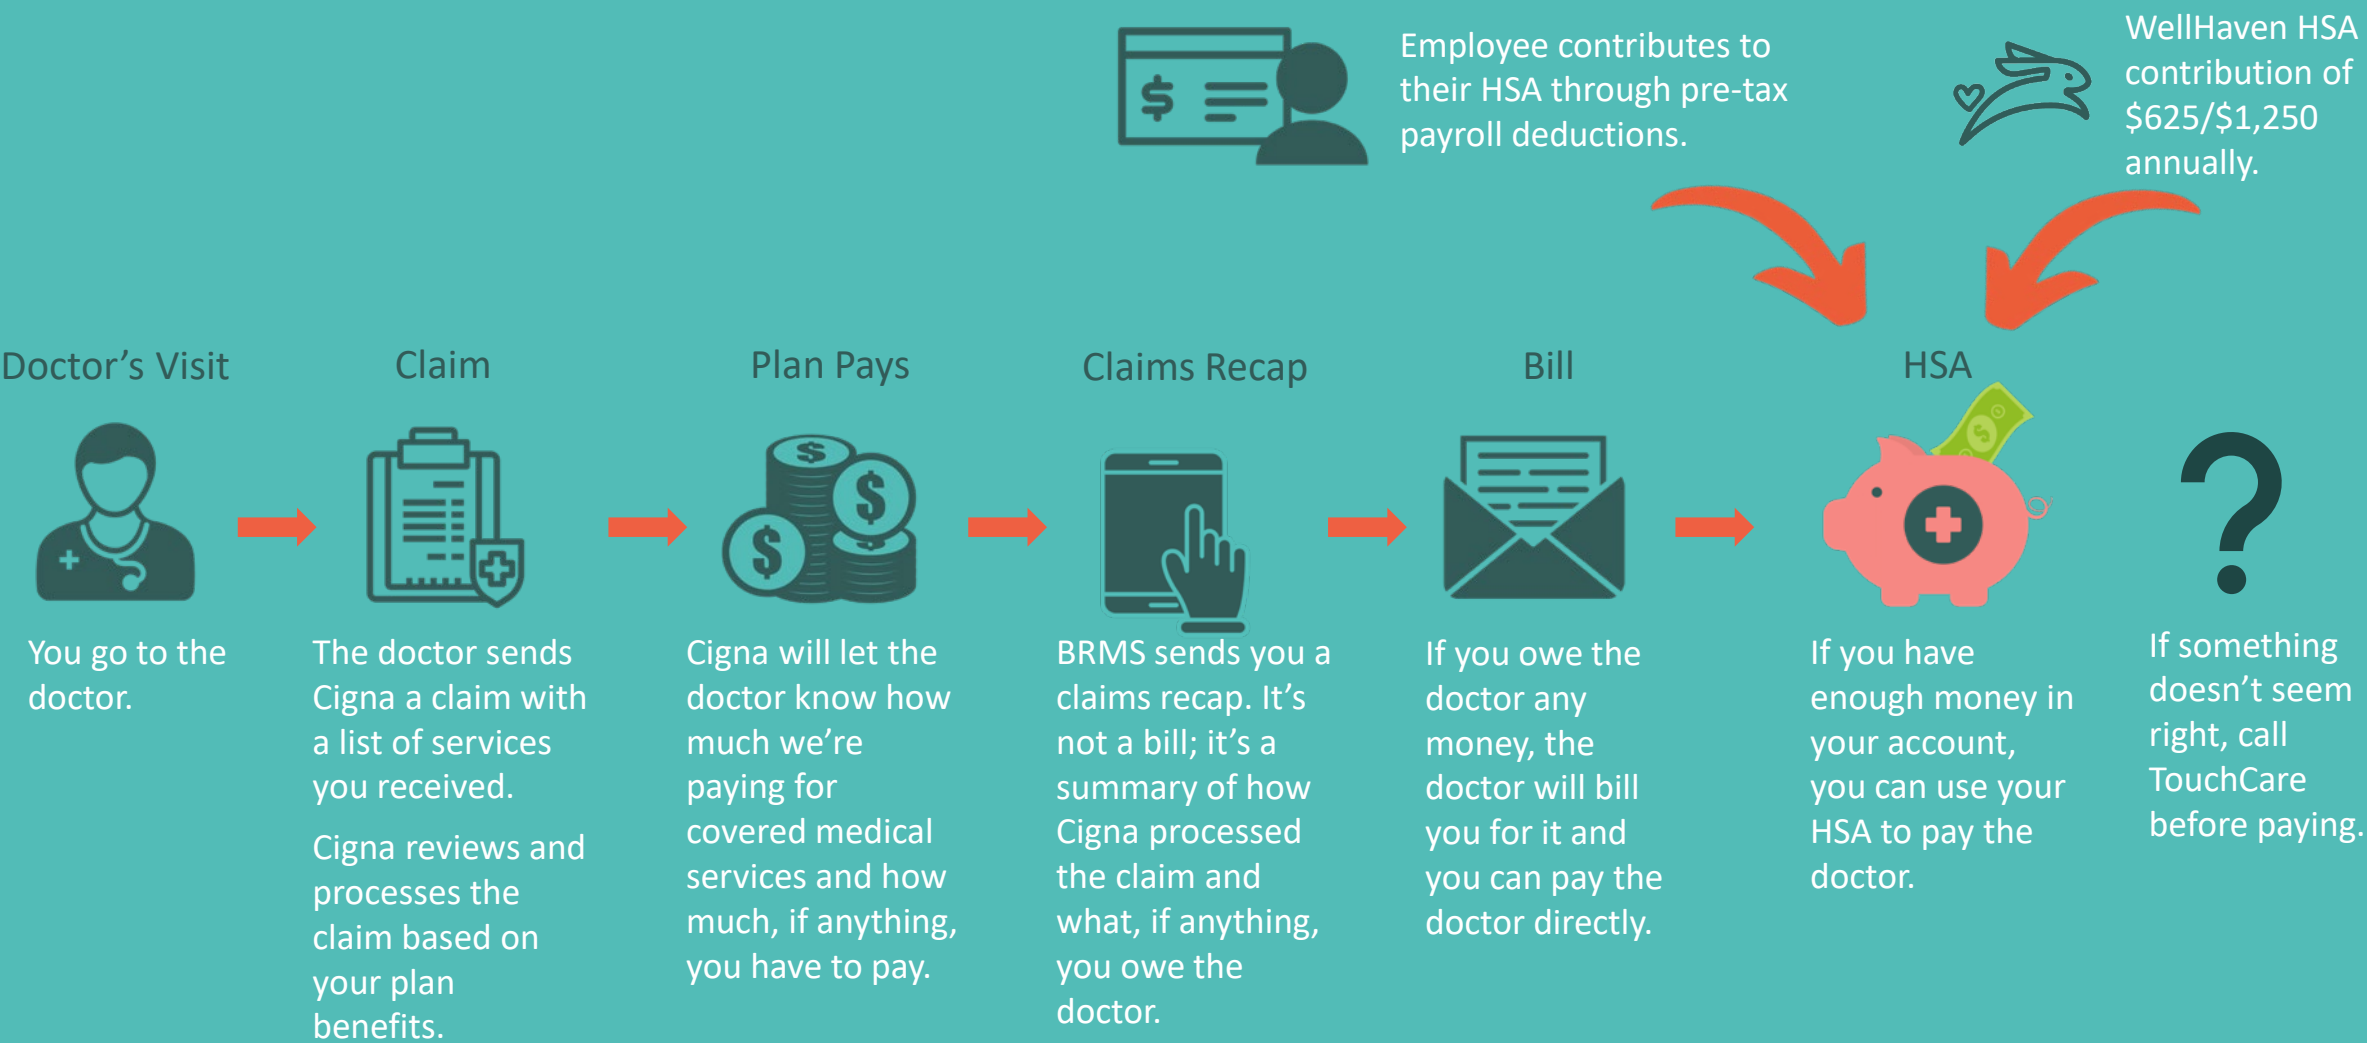 Employee contributes to
their HSA through pre-tax
payroll deductions.
WellHaven HSA
contribution of
$625/$1,250
annually.
Doctor’s Visit
You go to the
doctor.
Claim
The doctor sends
Cigna a claim with
a list of services
you received.
Cigna reviews and
processes the
claim based on
your plan
benefits.
Plan Pays
Cigna will let the
doctor know how
much we’re
paying for
covered medical
services and how
much, if anything,
you have to pay.
Claims Recap
BRMS sends you a
claims recap. It’s
not a bill; it’s a
summary of how
Cigna processed
the claim and
what, if anything,
you owe the
doctor.
Bill
If you owe the
doctor any
money, the
doctor will bill
you for it and
you can pay the
doctor directly.
HSA
If you have
enough money in
your account,
you can use your
HSA to pay the
doctor.
If something
doesn’t seem
right, call
TouchCare
before paying.